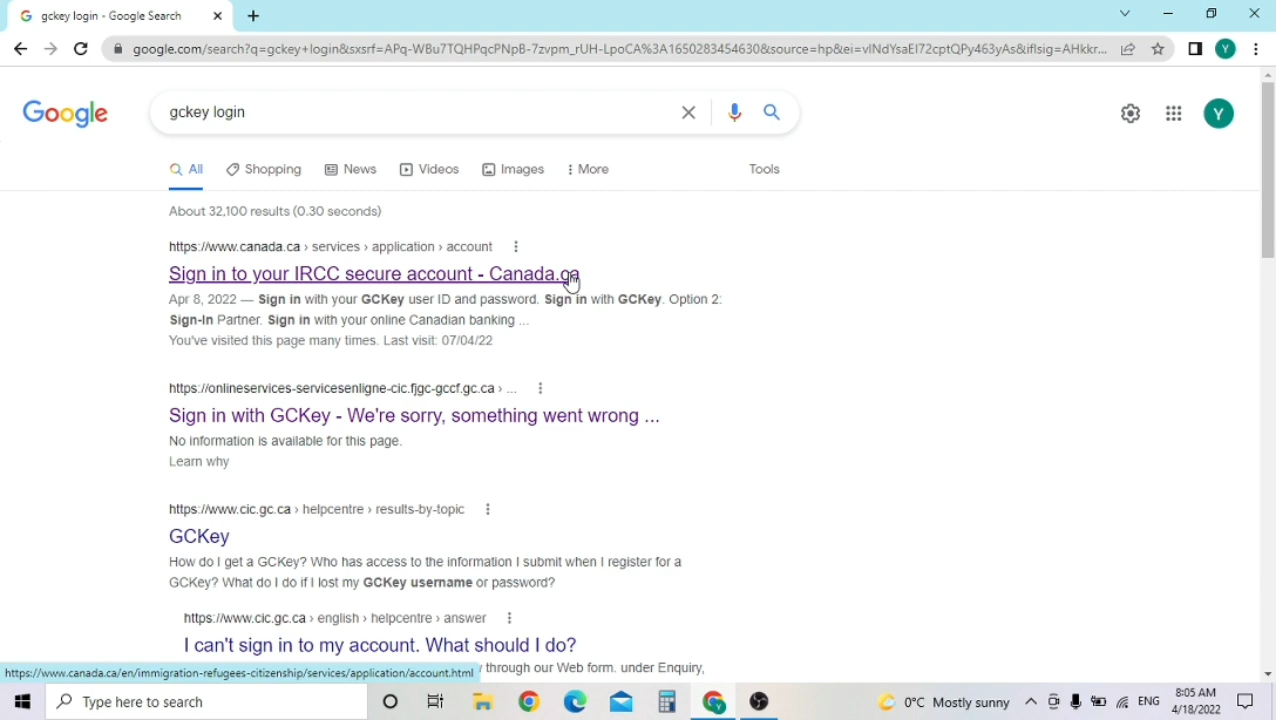 gckey login - Google Search
google.com/search?q=gckey+login&sxsrf=APq-WBu7TQHPqcPNpB-7zvpm_rUH-LpoCA%3A1650283454630&source=hp&ei=vlNdYsaEI72cptQPy463yAs&iflsig=AHkkr...
Y
Google
gckey login
Y
All
Shopping
News
Videos
Images
More
Tools
About 32,100 results (0.30 seconds)
https://www.canada.ca › services › application › account
Sign in to your IRCC secure account - Canada.ca
Apr 8, 2022 — Sign in with your GCKey user ID and password. Sign in with GCKey. Option 2:
Sign-In Partner. Sign in with your online Canadian banking ...
You've visited this page many times. Last visit: 07/04/22
https://onlineservices-servicesenligne-cic.fjgc-gccf.gc.ca › ...
Sign in with GCKey - We're sorry, something went wrong ...
No information is available for this page.
Learn why
https://www.cic.gc.ca › helpcentre › results-by-topic
GCKey
How do I get a GCKey? Who has access to the information I submit when I register for a
GCKey? What do I do if I lost my GCKey username or password?
https://www.cic.gc.ca › english › helpcentre › answer
I can't sign in to my account. What should I do?
through our Web form. under Enquiry,
https://www.canada.ca/en/immigration-refugees-citizenship/services/application/account.html
Type here to search
0°C Mostly sunny
ENG
8:05 AM
4/18/2022